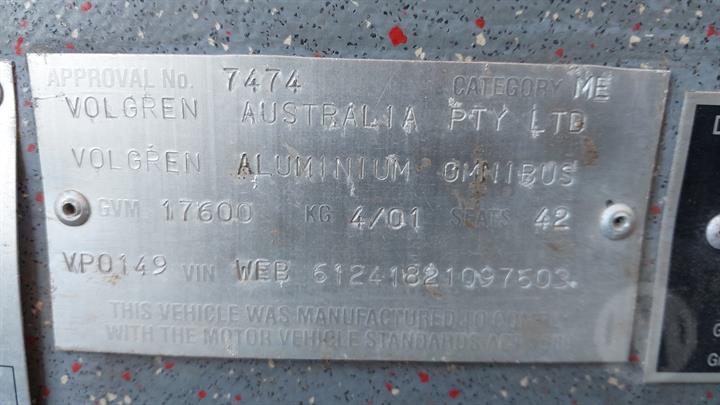 APPROVAL No. 7474 CATEGORY ME
VOLGREN AUSTRALIA PTY LTD
VOLGREN ALUMINIUM OMNIBUS
GVM 17600 KG 4/01 SEATS 42
VP0149 VIN WEB 61241821097503.
THIS VEHICLE WAS MANUFACTURED TO
WITH THE MOTOR VEHICLE STANDARDS